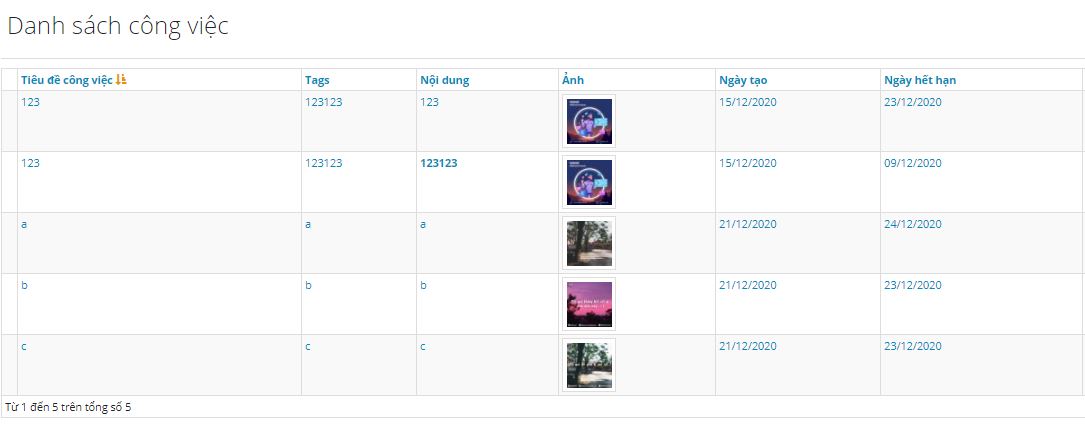 Danh sách công việc
Tiêu đề công việc Tags Nội dung Ảnh Ngày tạo Ngày hết hạn
123 123123 123 15/12/2020 23/12/2020
123 123123 123123 15/12/2020 09/12/2020
a a a 21/12/2020 24/12/2020
b b b 21/12/2020 23/12/2020
c c c 21/12/2020 23/12/2020
Từ 1 đến 5 trên tổng số 5